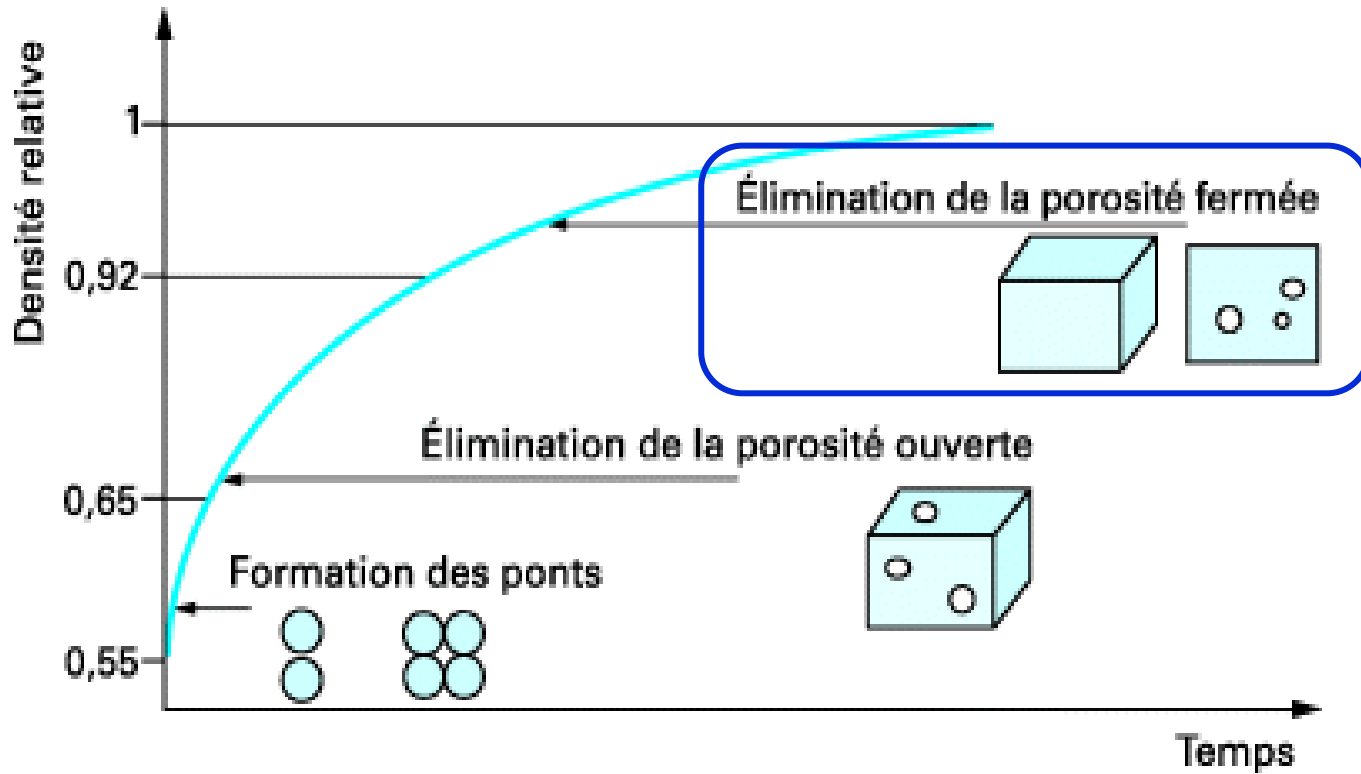 Densité relative
1
Élimination de la porosité fermée
0,92
Élimination de la porosité ouverte
0,65
Formation des ponts
0,55
Temps